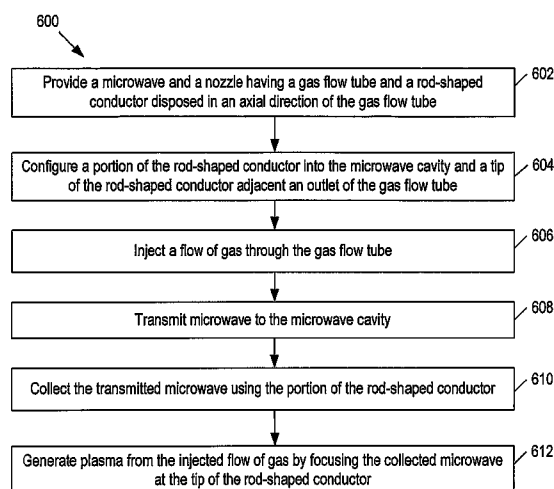 600
Provide a microwave and a nozzle having a gas flow tube and a rod-shaped
conductor disposed in an axial direction of the gas flow tube
602
Configure a portion of the rod-shaped conductor into the microwave cavity and a tip
of the rod-shaped conductor adjacent an outlet of the gas flow tube
604
Inject a flow of gas through the gas flow tube
606
Transmit microwave to the microwave cavity
608
Collect the transmitted microwave using the portion of the rod-shaped conductor
610
Generate plasma from the injected flow of gas by focusing the collected microwave
at the tip of the rod-shaped conductor
612